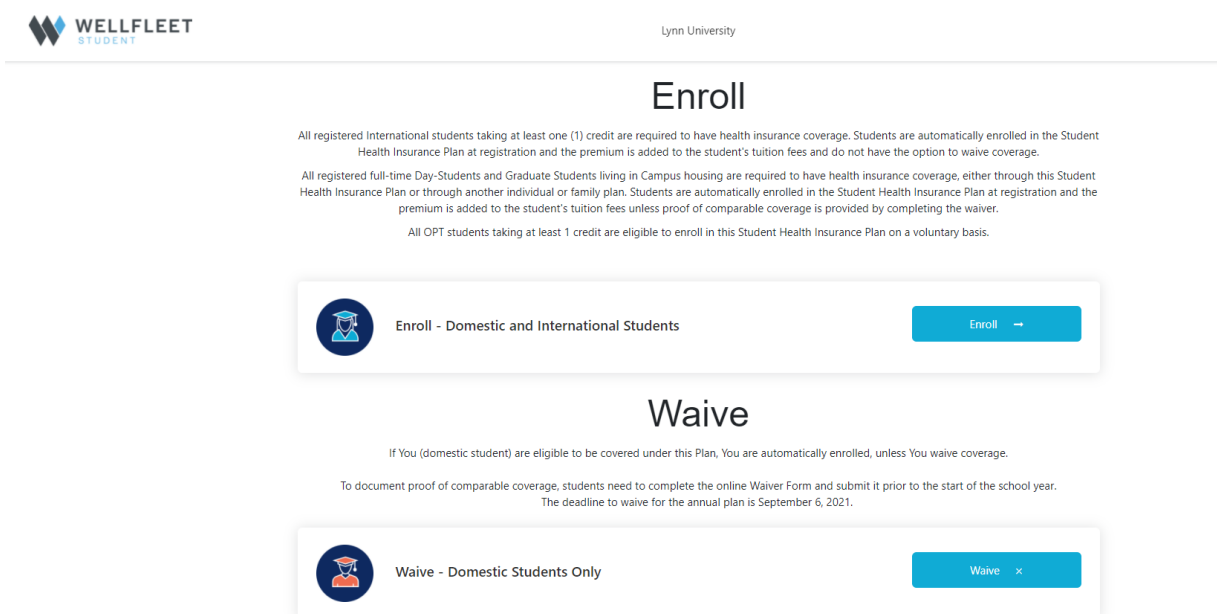 WELLFLEET
STUDENT
Lynn University
Enroll
All registered International students taking at least one (1) credit are required to have health insurance coverage. Students are automatically enrolled in the Student
Health Insurance Plan at registration and the premium is added to the student's tuition fees and do not have the option to waive coverage.
All registered full-time Day-Students and Graduate Students living in Campus housing are required to have health insurance coverage, either through this Student
Health Insurance Plan or through another individual or family plan. Students are automatically enrolled in the Student Health Insurance Plan at registration and the
premium is added to the student's tuition fees unless proof of comparable coverage is provided by completing the waiver.
All OPT students taking at least 1 credit are eligible to enroll in this Student Health Insurance Plan on a voluntary basis.
Enroll - Domestic and International Students
Enroll →
Waive
If You (domestic student) are eligible to be covered under this Plan, You are automatically enrolled, unless You waive coverage.
To document proof of comparable coverage, students need to complete the online Waiver Form and submit it prior to the start of the school year.
The deadline to waive for the annual plan is September 6, 2021.
Waive - Domestic Students Only
Waive ×